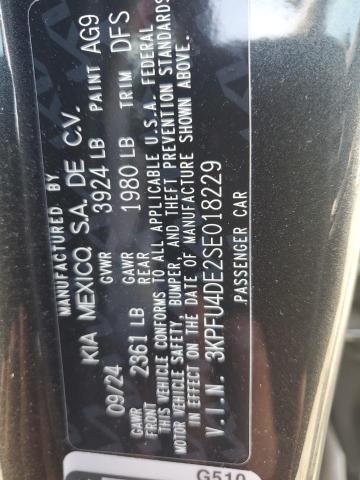 MANUFACTURED BY
KIA MEXICO, S.A. DE C.V.
09/24 GVWR 3924 LB PAINT AG9
GAWR FRONT 2361 LB GAWR REAR 1980 LB TRIM DFS
THIS VEHICLE CONFORMS TO ALL APPLICABLE U.S.A. FEDERAL
MOTOR VEHICLE SAFETY, BUMPER, AND THEFT PREVENTION STANDARDS
IN EFFECT ON THE DATE OF MANUFACTURE SHOWN ABOVE.
V.I.N. 3KPFU4DE2SE018229
PASSENGER CAR
G510